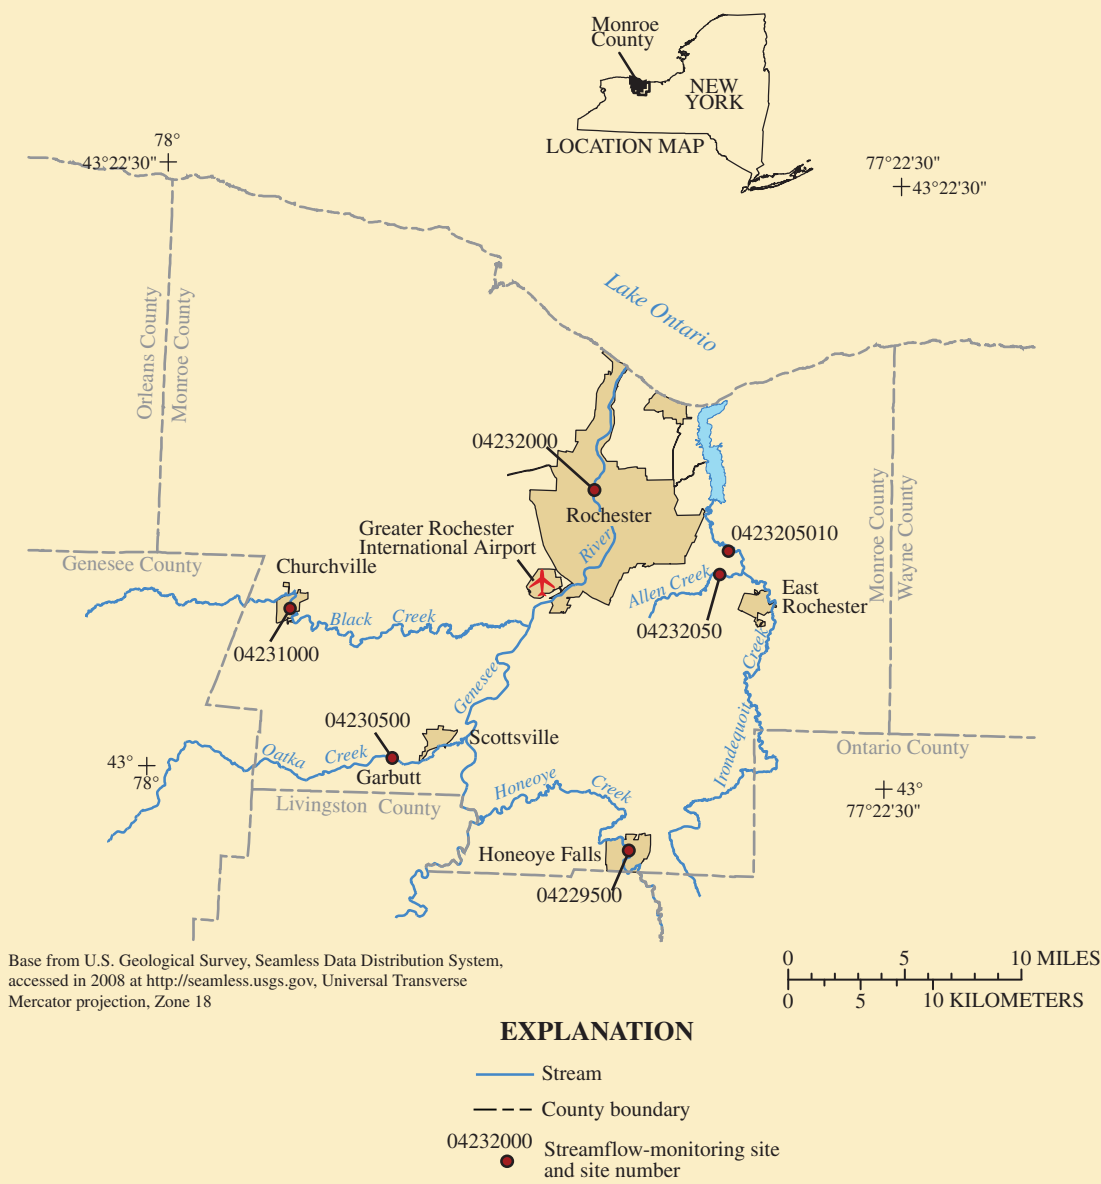 Monroe
County
NEW
YORK
LOCATION MAP
78°
43°22'30"
77°22'30"
43°22'30"
Lake Ontario
Orleans County
Monroe County
04232000
Monroe County
Wayne County
Rochester
Greater Rochester
International Airport
River
0423205010
Genesee County
Churchville
Allen Creek
East
Rochester
Black Creek
04232050
04231000
Creek
Genesee
04230500
Scottsville
Irondequoit
Ontario County
Oatka Creek
43°
78°
Garbutt
Honeoye Creek
43°
77°22'30"
Livingston County
Honeoye Falls
04229500
Base from U.S. Geological Survey, Seamless Data Distribution System,
accessed in 2008 at http://seamless.usgs.gov, Universal Transverse
Mercator projection, Zone 18
0 5 10 MILES
0 5 10 KILOMETERS
EXPLANATION
Stream
County boundary
04232000
Streamflow-monitoring site
and site number